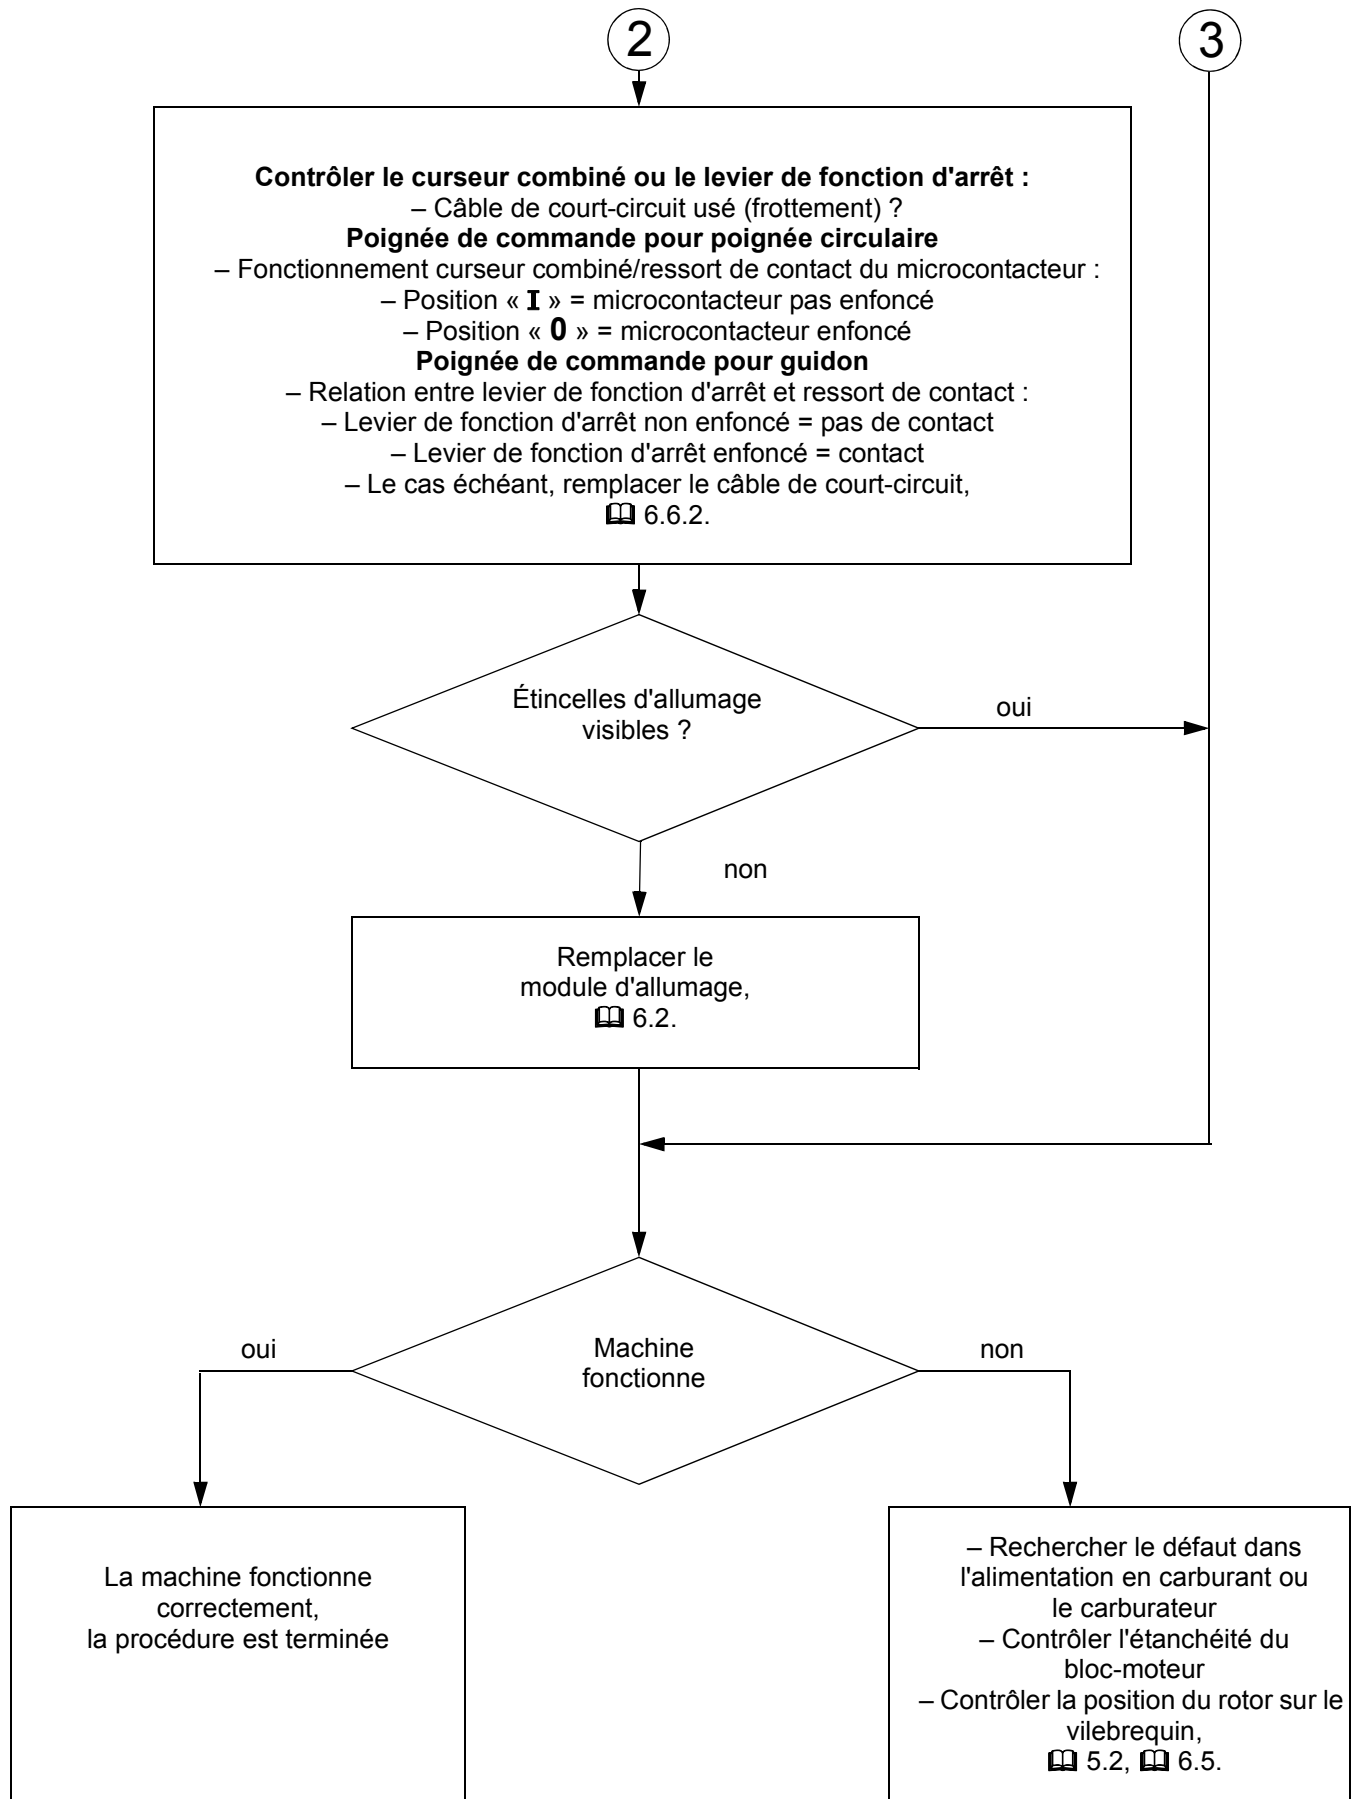 2
3
Contrôler le curseur combiné ou le levier de fonction d'arrêt :
– Câble de court-circuit usé (frottement) ?
Poignée de commande pour poignée circulaire
– Fonctionnement curseur combiné/ressort de contact du microcontacteur :
– Position « I » = microcontacteur pas enfoncé
– Position « 0 » = microcontacteur enfoncé
Poignée de commande pour guidon
– Relation entre levier de fonction d'arrêt et ressort de contact :
– Levier de fonction d'arrêt non enfoncé = pas de contact
– Levier de fonction d'arrêt enfoncé = contact
– Le cas échéant, remplacer le câble de court-circuit,
6.6.2.
Étincelles d'allumage
visibles ?
oui
non
Remplacer le
module d'allumage,
6.2.
oui
Machine
fonctionne
non
La machine fonctionne
correctement,
la procédure est terminée
– Rechercher le défaut dans
l'alimentation en carburant ou
le carburateur
– Contrôler l'étanchéité du
bloc-moteur
– Contrôler la position du rotor sur le
vilebrequin,
5.2, 6.5.